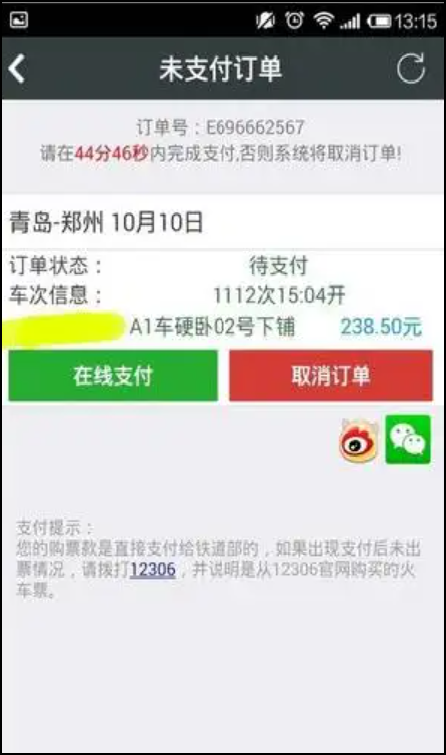 13:15
未支付订单
订单号：E696662567
请在44分46秒内完成支付,否则系统将取消订单!
青岛-郑州 10月10日
订单状态： 待支付
车次信息： 1112次15:04开
A1车硬卧02号下铺 238.50元
在线支付 取消订单
支付提示：
您的购票款是直接支付给铁道部的，如果出现支付后未出
票情况，请拨打12306，并说明是从12306官网购买的火
车票。